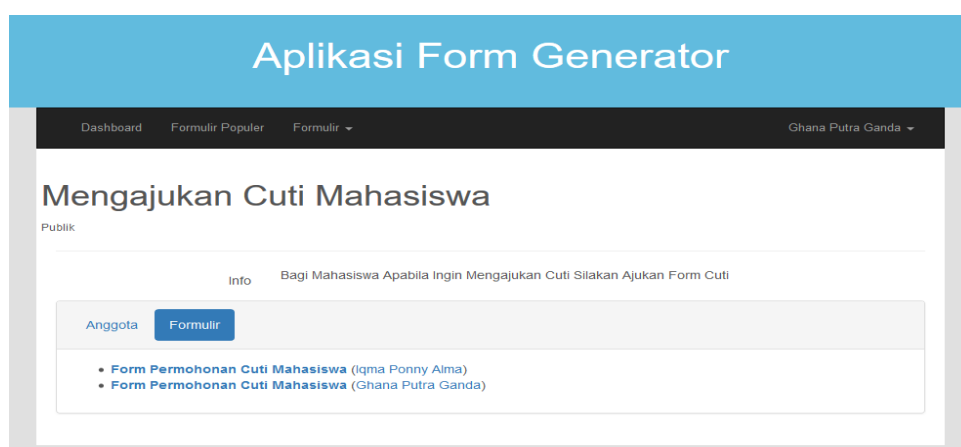 Aplikasi Form Generator
Dashboard Formulir Populer Formulir Ghana Putra Ganda
Mengajukan Cuti Mahasiswa
Publik
Info Bagi Mahasiswa Apabila Ingin Mengajukan Cuti Silakan Ajukan Form Cuti
Anggota Formulir
• Form Permohonan Cuti Mahasiswa (Iqma Ponny Alma)
• Form Permohonan Cuti Mahasiswa (Ghana Putra Ganda)